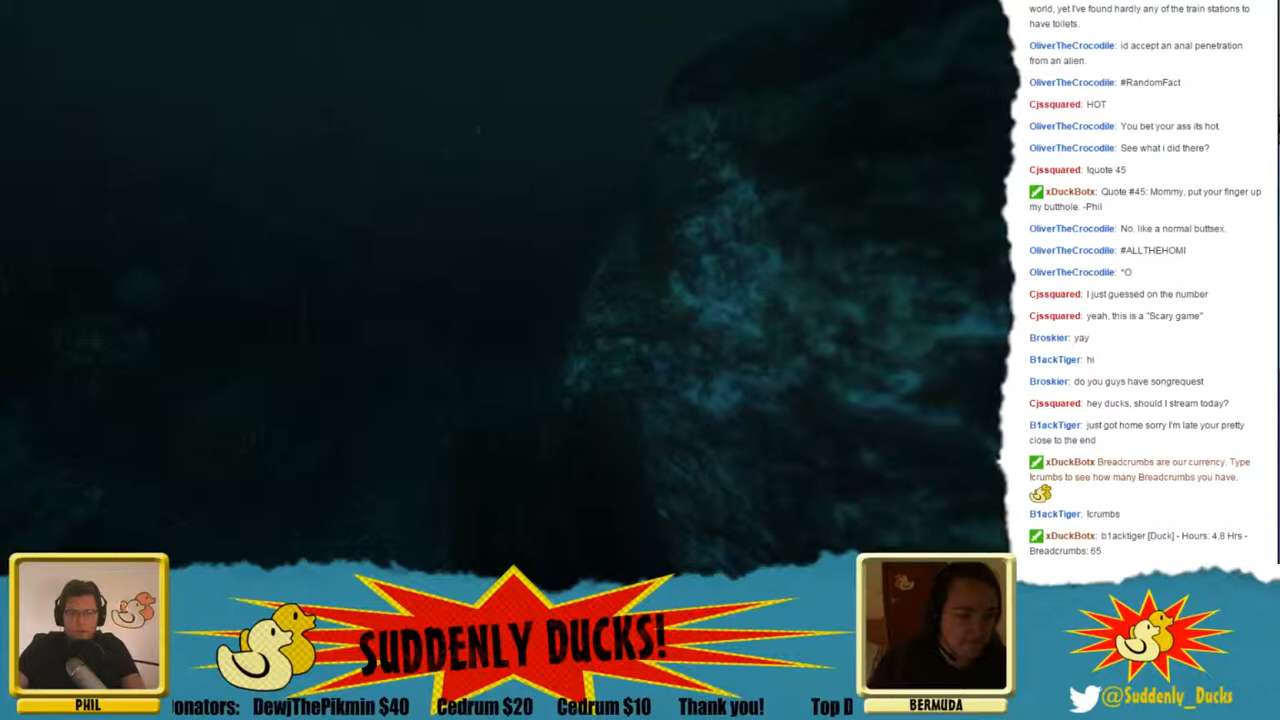 world, yet I've found hardly any of the train stations to
have toilets.
OliverTheCrocodile: id accept an anal penetration
from an alien.
OliverTheCrocodile: #RandomFact
Cjssquared: HOT
OliverTheCrocodile: You bet your ass its hot.
OliverTheCrocodile: See what i did there?
Cjssquared: !quote 45
xDuckBotx: Quote #45: Mommy, put your finger up
my butthole. -Phil
OliverTheCrocodile: No. like a normal buttsex.
OliverTheCrocodile: #ALLTHEHOMI
OliverTheCrocodile: *O
Cjssquared: I just guessed on the number
Cjssquared: yeah, this is a "Scary game"
Broskier: yay
B1ackTiger: hi
Broskier: do you guys have songrequest
Cjssquared: hey ducks, should I stream today?
B1ackTiger: just got home sorry I'm late your pretty
close to the end
xDuckBotx Breadcrumbs are our currency. Type
!crumbs to see how many Breadcrumbs you have.
B1ackTiger: !crumbs
xDuckBotx: b1acktiger [Duck] - Hours: 4,8 Hrs -
Breadcrumbs: 65
SUDDENLY DUCKS!
PHIL
onators: DewjThePikmin $40 Cedrum $20 Cedrum $10 Thank you! Top D
BERMUDA
@Suddenly_Ducks